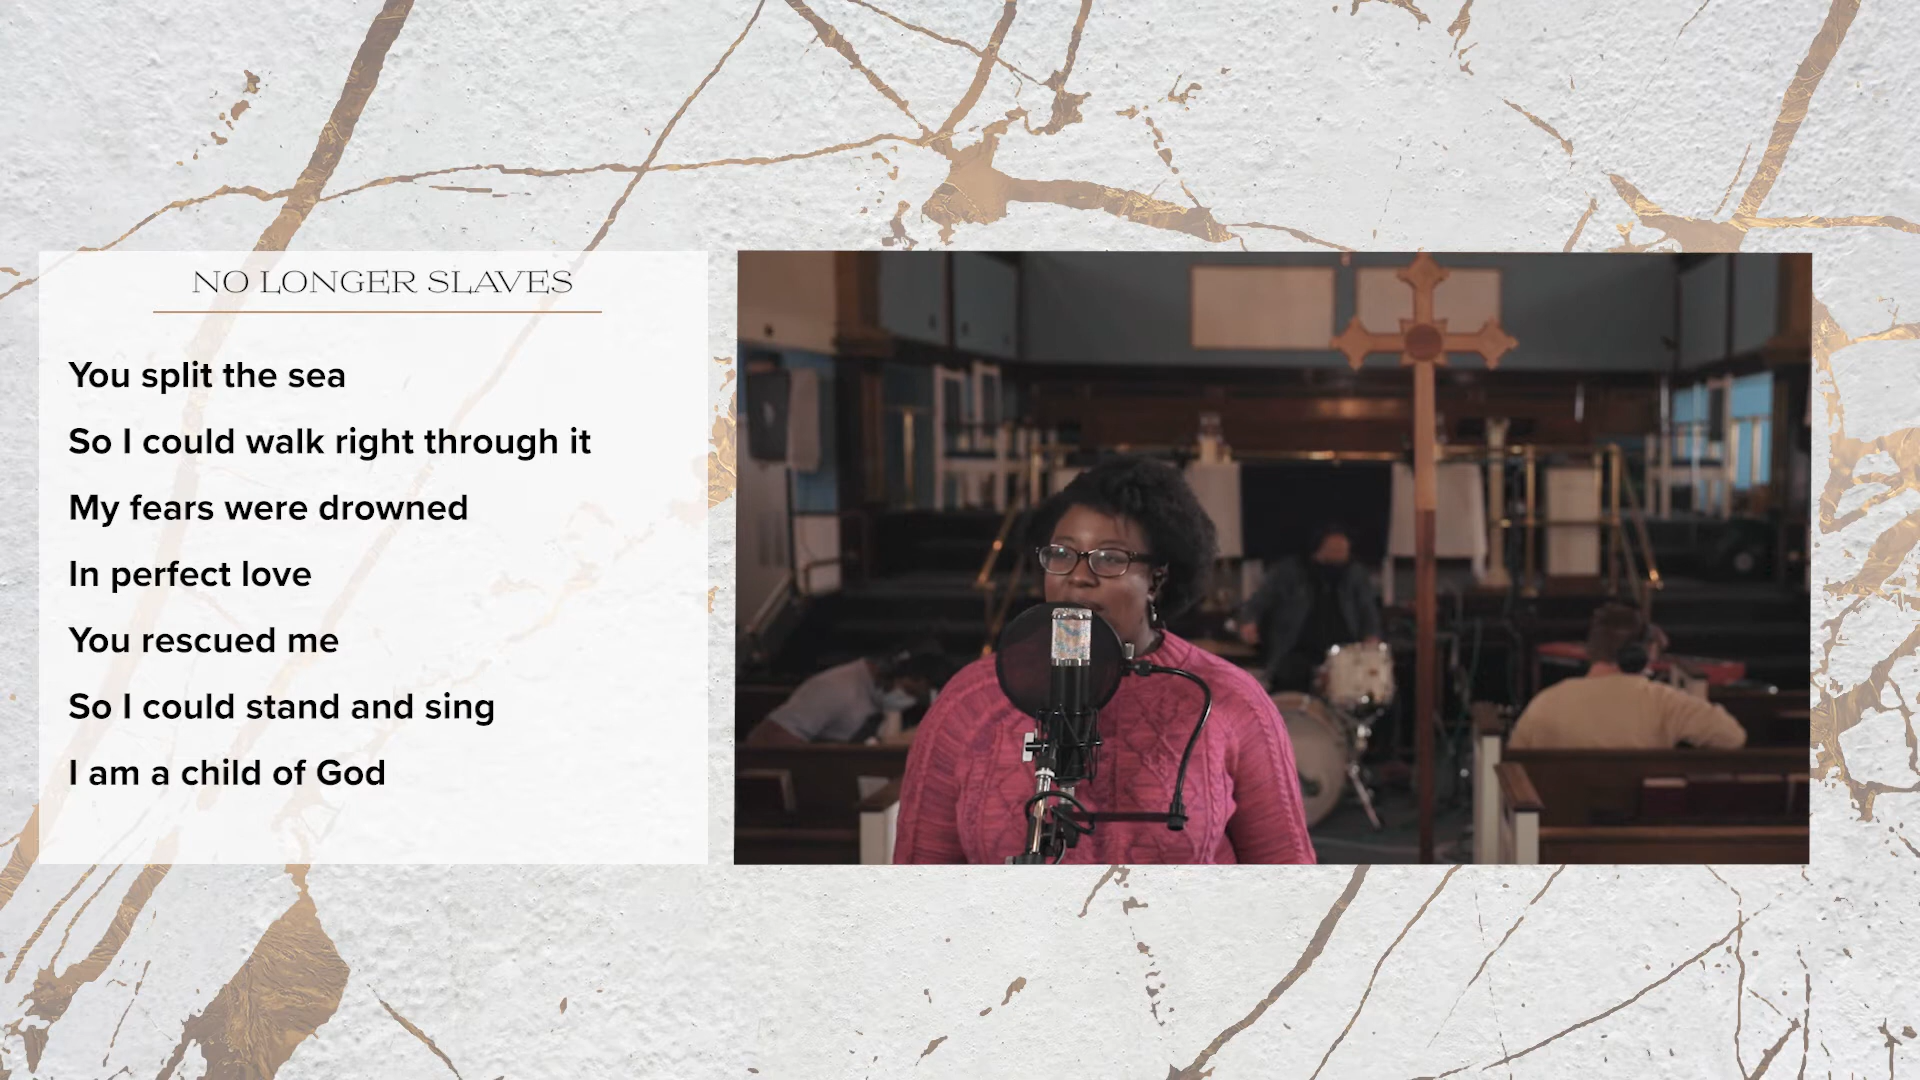 NO LONGER SLAVES
You split the sea
So I could walk right through it
My fears were drowned
In perfect love
You rescued me
So I could stand and sing
I am a child of God